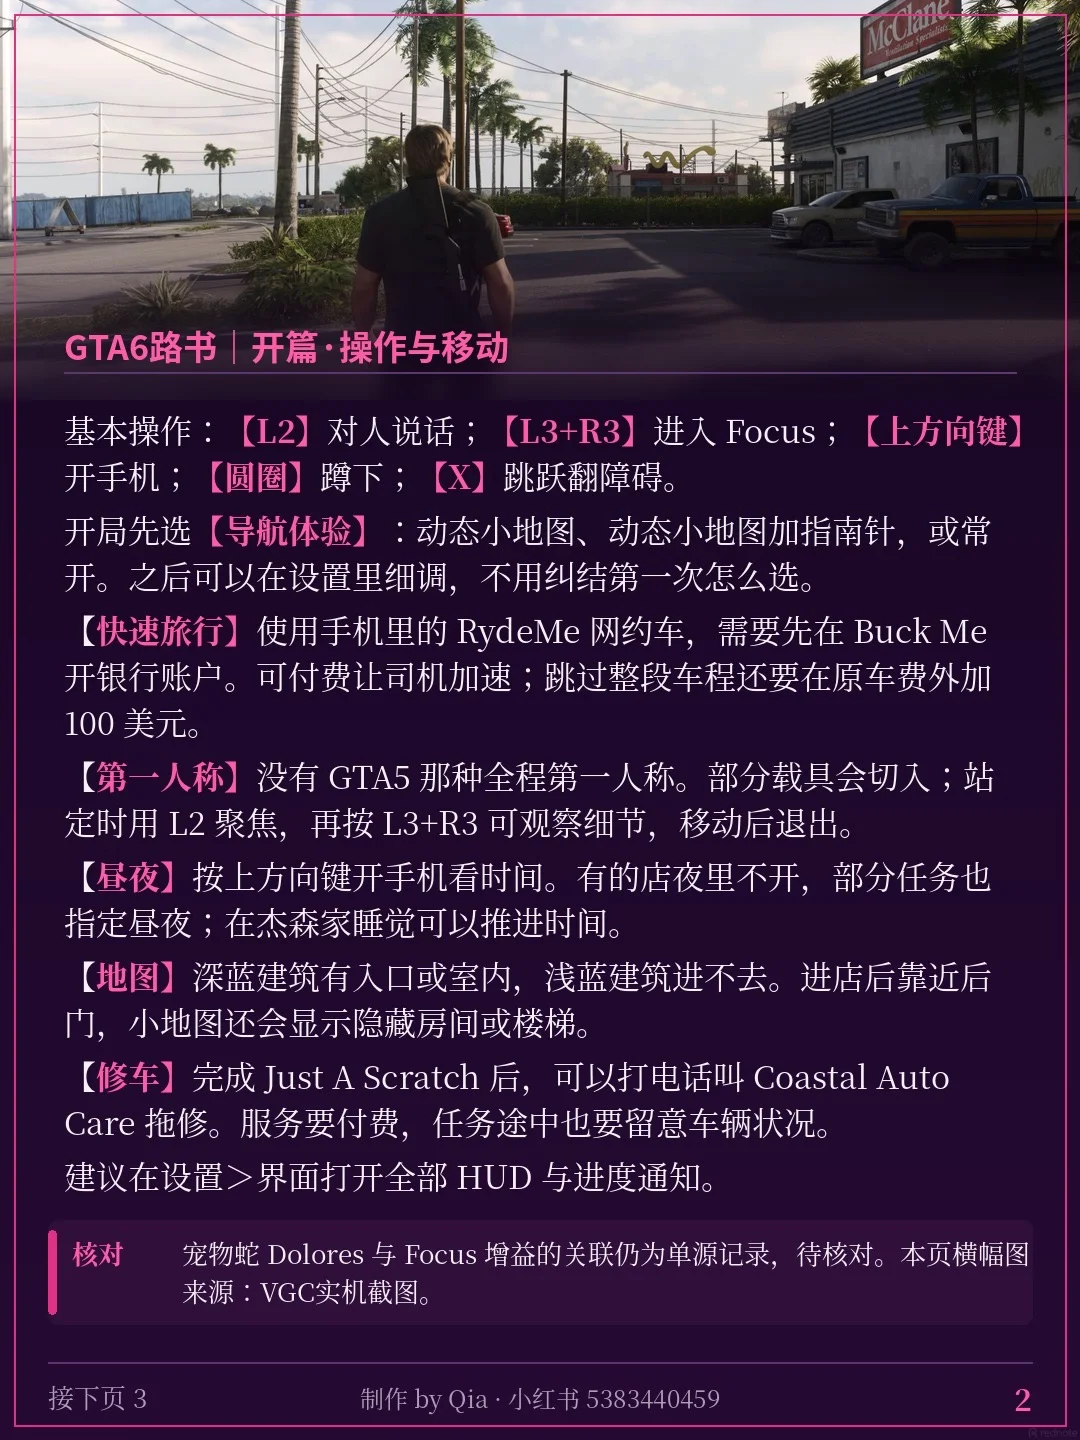 McClane
GTA6路书｜开篇·操作与移动
基本操作：【L2】对人说话；【L3+R3】进入 Focus；【上方向键】
开手机；【圆圈】蹲下；【X】跳跃翻障碍。
开局先选【导航体验】：动态小地图、动态小地图加指南针，或常
开。之后可以在设置里细调，不用纠结第一次怎么选。
【快速旅行】使用手机里的 RydeMe 网约车，需要先在 Buck Me
开银行账户。可付费让司机加速；跳过整段车程还要在原车费外加
100 美元。
【第一人称】没有 GTA5 那种全程第一人称。部分载具会切入；站
定时用 L2 聚焦，再按 L3+R3 可观察细节，移动后退出。
【昼夜】按上方向键开手机看时间。有的店夜里不开，部分任务也
指定昼夜；在杰森家睡觉可以推进时间。
【地图】深蓝建筑有入口或室内，浅蓝建筑进不去。进店后靠近后
门，小地图还会显示隐藏房间或楼梯。
【修车】完成 Just A Scratch 后，可以打电话叫 Coastal Auto
Care 拖修。服务要付费，任务途中也要留意车辆状况。
建议在设置＞界面打开全部 HUD 与进度通知。
核对 宠物蛇 Dolores 与 Focus 增益的关联仍为单源记录，待核对。本页横幅图
来源：VGC实机截图。
接下页 3 制作 by Qia · 小红书 5383440459 2